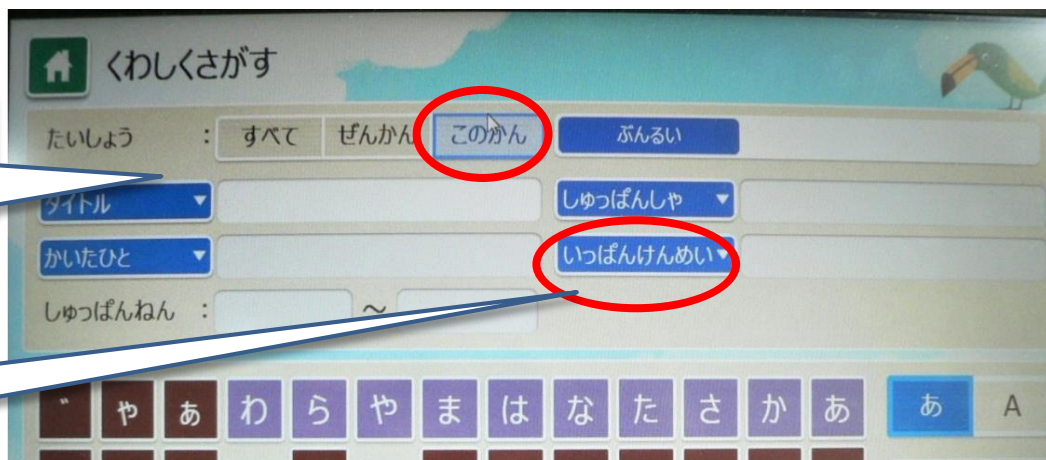 くわしくさがす
たいしょう : すべて ぜんかん このかん ぶんるい
タイトル しゅっぱんしゃ
かいたひと いっぱんけんめい
しゅっぱんねん : ～
゛ ゃ ぁ わ ら や ま は な た さ か あ あ A